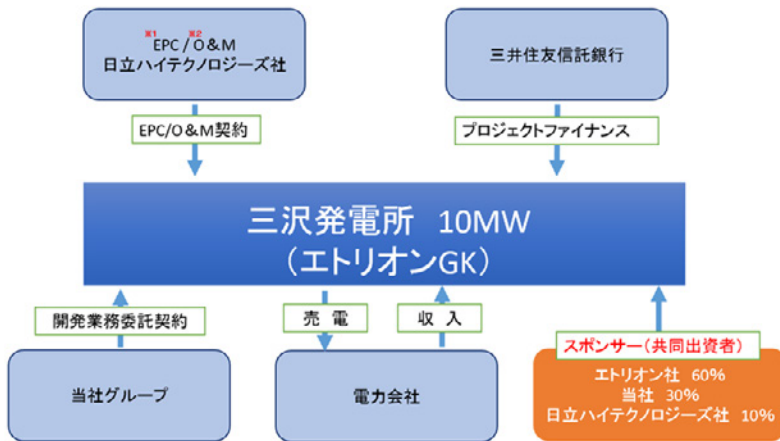 ※1 ※2
EPC/O&M
日立ハイテクノロジーズ社
三井住友信託銀行
EPC/O&M契約
プロジェクトファイナンス
三沢発電所 10MW
(エトリオンGK)
開発業務委託契約
売 電
収 入
スポンサー(共同出資者)
当社グループ
電力会社
エトリオン社 60%
当社 30%
日立ハイテクノロジーズ社 10%